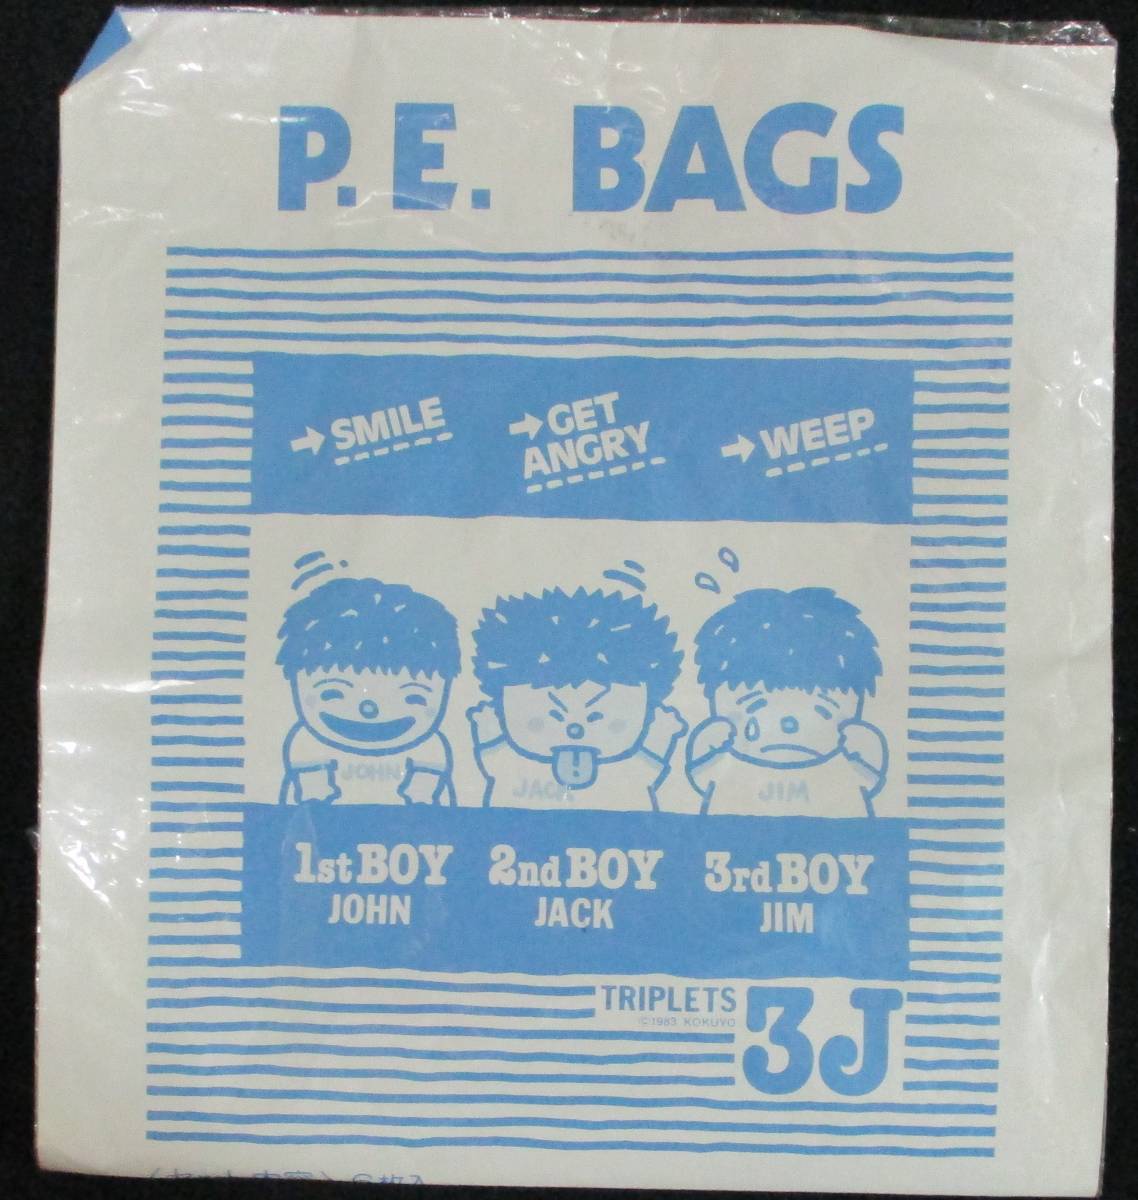 P. E. BAGS
→SMILE
→GET
ANGRY
→WEEP
JOHN
JACK
JIM
1st BOY
JOHN
2nd BOY
JACK
3rd BOY
JIM
TRIPLETS
©1983 KOKUYO
3J